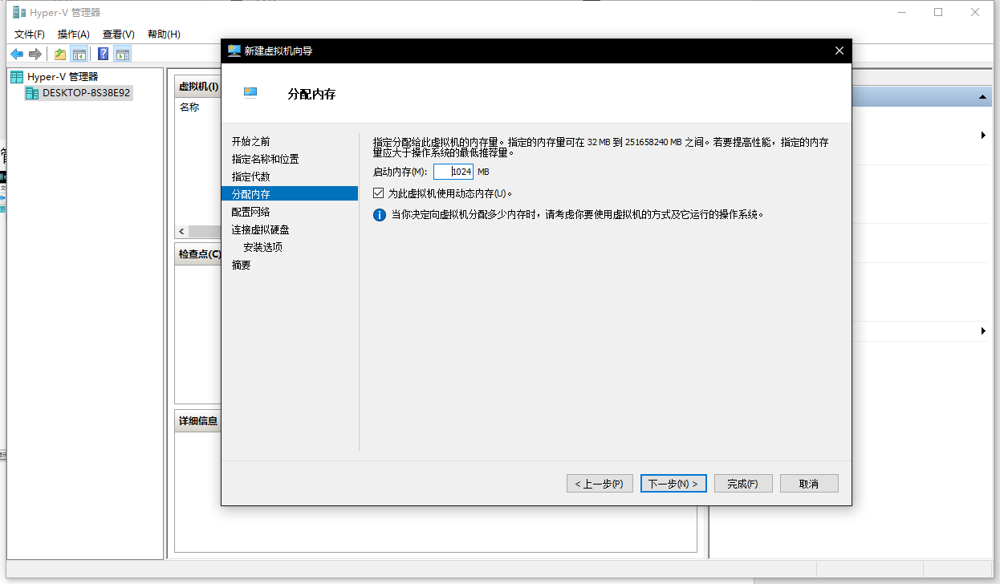 Hyper-V 管理器
文件(F) 操作(A) 查看(V) 帮助(H)
Hyper-V 管理器
DESKTOP-8S38E92
虚拟机(I)
名称
检查点(C)
详细信息
新建虚拟机向导
分配内存
开始之前
指定名称和位置
指定代数
分配内存
配置网络
连接虚拟硬盘
安装选项
摘要
指定分配给此虚拟机的内存量。指定的内存量可在 32 MB 到 251658240 MB 之间。若要提高性能，指定的内存
量应大于操作系统的最低推荐量。
启动内存(M): 1024 MB
为此虚拟机使用动态内存(U)。
当你决定向虚拟机分配多少内存时，请考虑你要使用虚拟机的方式及它运行的操作系统。
< 上一步(P) 下一步(N) > 完成(F) 取消